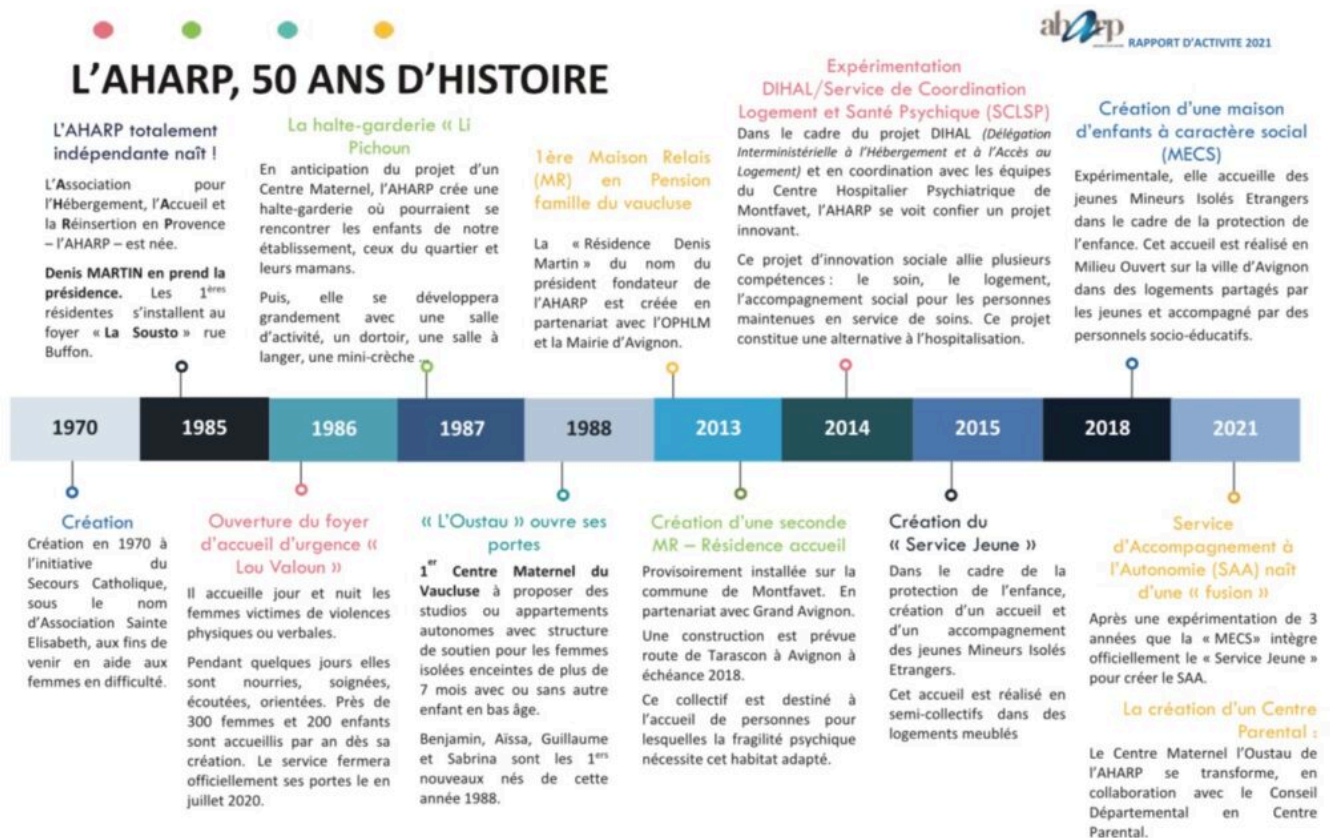 aharp RAPPORT D'ACTIVITE 2021
L'AHARP, 50 ANS D'HISTOIRE
L'AHARP totalement
indépendante naît !
L'Association pour
l'Hébergement, l'Accueil et
la Réinsertion en Provence
– l'AHARP – est née.
Denis MARTIN en prend la
présidence. Les 1ères
résidentes s'installent au
foyer « La Sousto » rue
Buffon.
La halte-garderie « Li
Pichoun
En anticipation du projet d'un
Centre Maternel, l'AHARP crée une
halte-garderie où pourraient se
rencontrer les enfants de notre
établissement, ceux du quartier et
leurs mamans.
Puis, elle se développera
grandement avec une salle
d'activité, un dortoir, une salle à
langer, une mini-crèche ...
1ère Maison Relais
(MR) en Pension
famille du vaucluse
La « Résidence Denis
Martin » du nom du
président fondateur de
l'AHARP est créée en
partenariat avec l'OPHLM
et la Mairie d'Avignon.
Expérimentation
DIHAL/Service de Coordination
Logement et Santé Psychique (SCLSP)
Dans le cadre du projet DIHAL (Délégation
Interministérielle à l'Hébergement et à l'Accès au
Logement) et en coordination avec les équipes
du Centre Hospitalier Psychiatrique de
Montfavet, l'AHARP se voit confier un projet
innovant.
Ce projet d'innovation sociale allie plusieurs
compétences : le soin, le logement,
l'accompagnement social pour les personnes
maintenues en service de soins. Ce projet
constitue une alternative à l'hospitalisation.
Création d'une maison
d'enfants à caractère social
(MECS)
Expérimentale, elle accueille des
jeunes Mineurs Isolés Etrangers
dans le cadre de la protection de
l'enfance. Cet accueil est réalisé en
Milieu Ouvert sur la ville d'Avignon
dans des logements partagés par
les jeunes et accompagné par des
personnels socio-éducatifs.
1970 1985 1986 1987 1988 2013 2014 2015 2018 2021
Création
Création en 1970 à
l'initiative du
Secours Catholique,
sous le nom
d'Association Sainte
Elisabeth, aux fins de
venir en aide aux
femmes en difficulté.
Ouverture du foyer
d'accueil d'urgence «
Lou Valoun »
Il accueille jour et nuit les
femmes victimes de violences
physiques ou verbales.
Pendant quelques jours elles
sont nourries, soignées,
écoutées, orientées. Près de
300 femmes et 200 enfants
sont accueillis par an dès sa
création. Le service fermera
officiellement ses portes le en
juillet 2020.
« L'Oustau » ouvre ses
portes
1er Centre Maternel du
Vaucluse à proposer des
studios ou appartements
autonomes avec structure
de soutien pour les femmes
isolées enceintes de plus de
7 mois avec ou sans autre
enfant en bas âge.
Benjamin, Aïssa, Guillaume
et Sabrina sont les 1ers
nouveaux nés de cette
année 1988.
Création d'une seconde
MR – Résidence accueil
Provisoirement installée sur la
commune de Montfavet. En
partenariat avec Grand Avignon.
Une construction est prévue
route de Tarascon à Avignon à
échéance 2018.
Ce collectif est destiné à
l'accueil de personnes pour
lesquelles la fragilité psychique
nécessite cet habitat adapté.
Création du
« Service Jeune »
Dans le cadre de la
protection de l'enfance,
création d'un accueil et
d'un accompagnement
des jeunes Mineurs Isolés
Etrangers.
Cet accueil est réalisé en
semi-collectifs dans des
logements meublés
Service
d'Accompagnement à
l'Autonomie (SAA) naît
d'une « fusion »
Après une expérimentation de 3
années que la « MECS» intègre
officiellement le « Service Jeune »
pour créer le SAA.
La création d'un Centre
Parental :
Le Centre Maternel l'Oustau de
l'AHARP se transforme, en
collaboration avec le Conseil
Départemental en Centre
Parental.